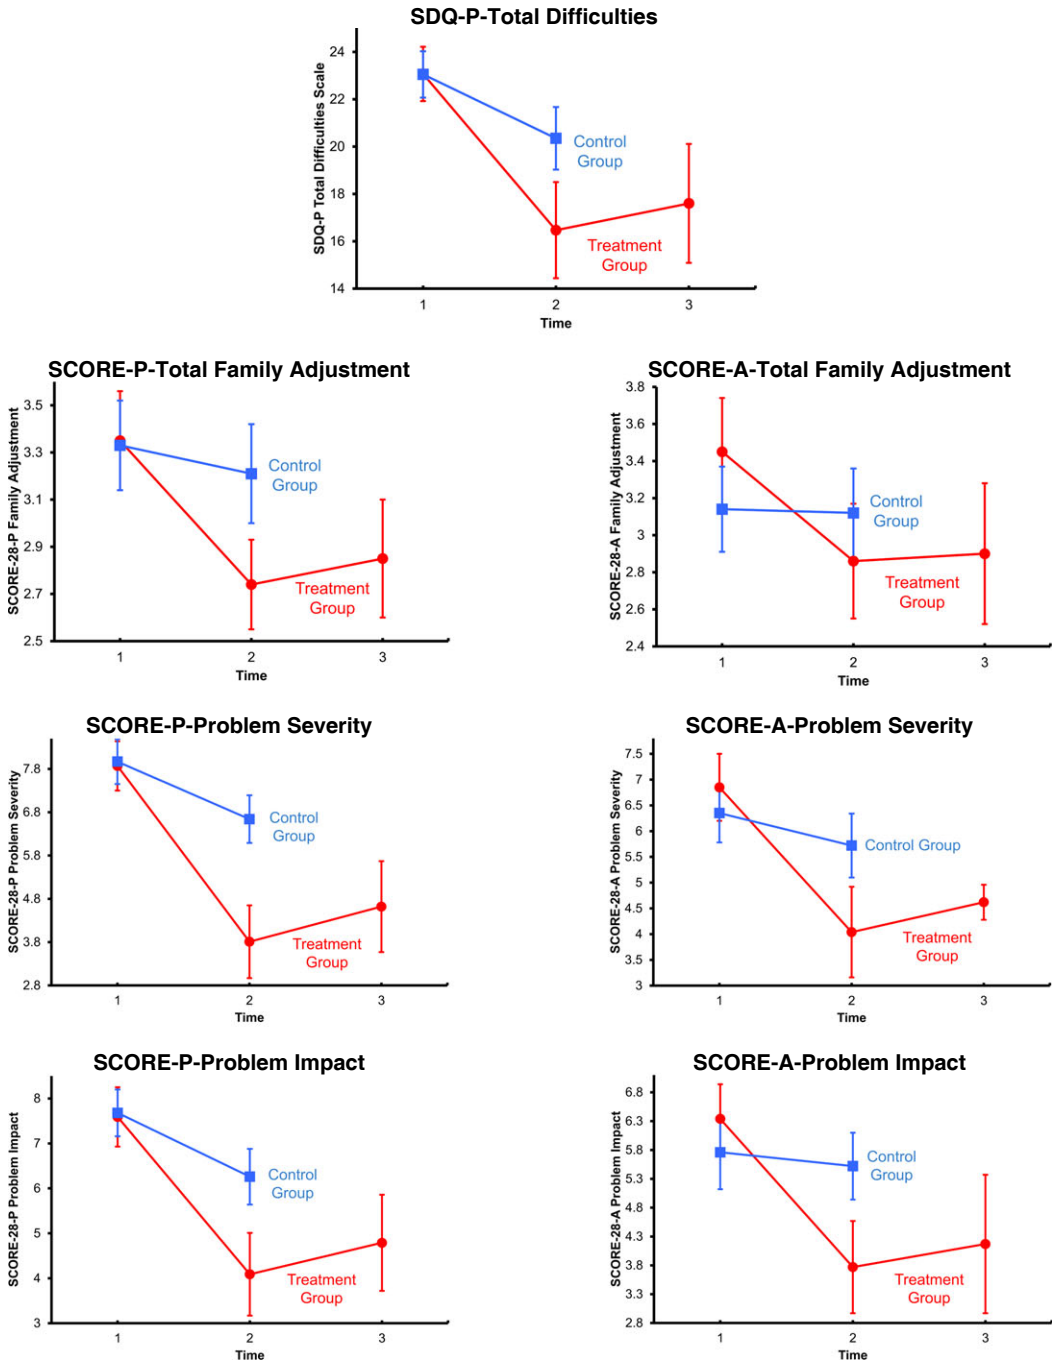 SDQ-P-Total Difficulties
SDQ-P Total Difficulties Scale
24
22
20
18
16
14
Control
Group
Treatment
Group
1
2
3
Time
SCORE-P-Total Family Adjustment
SCORE-28-P Family Adjustment
3.5
3.3
3.1
2.9
2.7
2.5
Control
Group
Treatment
Group
1
2
3
Time
SCORE-A-Total Family Adjustment
SCORE-28-A Family Adjustment
3.8
3.6
3.4
3.2
3
2.8
2.6
2.4
Control
Group
Treatment
Group
1
2
3
Time
SCORE-P-Problem Severity
SCORE-28-P Problem Severity
7.8
6.8
5.8
4.8
3.8
2.8
Control
Group
Treatment
Group
1
2
3
Time
SCORE-A-Problem Severity
SCORE-28-A Problem Severity
7.5
7
6.5
6
5.5
5
4.5
4
3.5
3
Control Group
Treatment
Group
1
2
3
Time
SCORE-P-Problem Impact
SCORE-28-P Problem Impact
8
7
6
5
4
3
Control
Group
Treatment
Group
1
2
3
Time
SCORE-A-Problem Impact
SCORE-28-A Problem Impact
6.8
6.3
5.8
5.3
4.8
4.3
3.8
3.3
2.8
Control
Group
Treatment
Group
1
2
3
Time